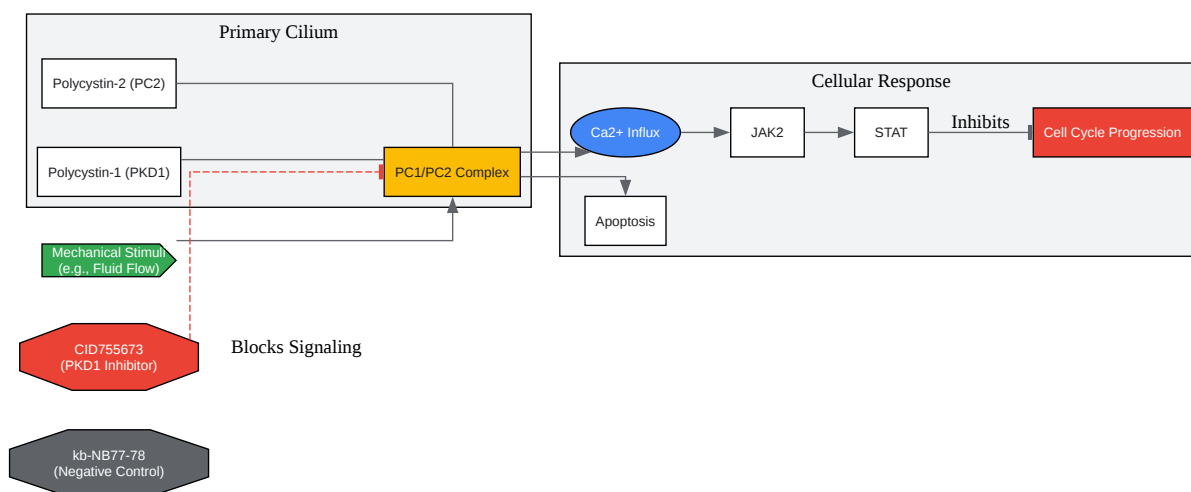 Primary Cilium
Polycystin-2 (PC2)
Polycystin-1 (PKD1)
PC1/PC2 Complex
Mechanical Stimuli
(e.g., Fluid Flow)
CID755673
(PKD1 Inhibitor)
Blocks Signaling
kb-NB77-78
(Negative Control)
Cellular Response
Ca2+ Influx
JAK2
STAT
Inhibits
Cell Cycle Progression
Apoptosis